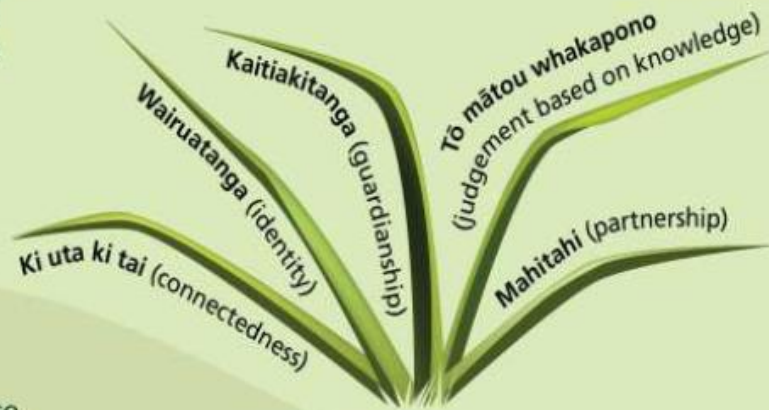 Ki uta ki tai (connectedness)
Wairuatanga (identity)
Kaitiakitanga (guardianship)
Tō mātou whakapono
(judgement based on knowledge)
Mahitahi (partnership)